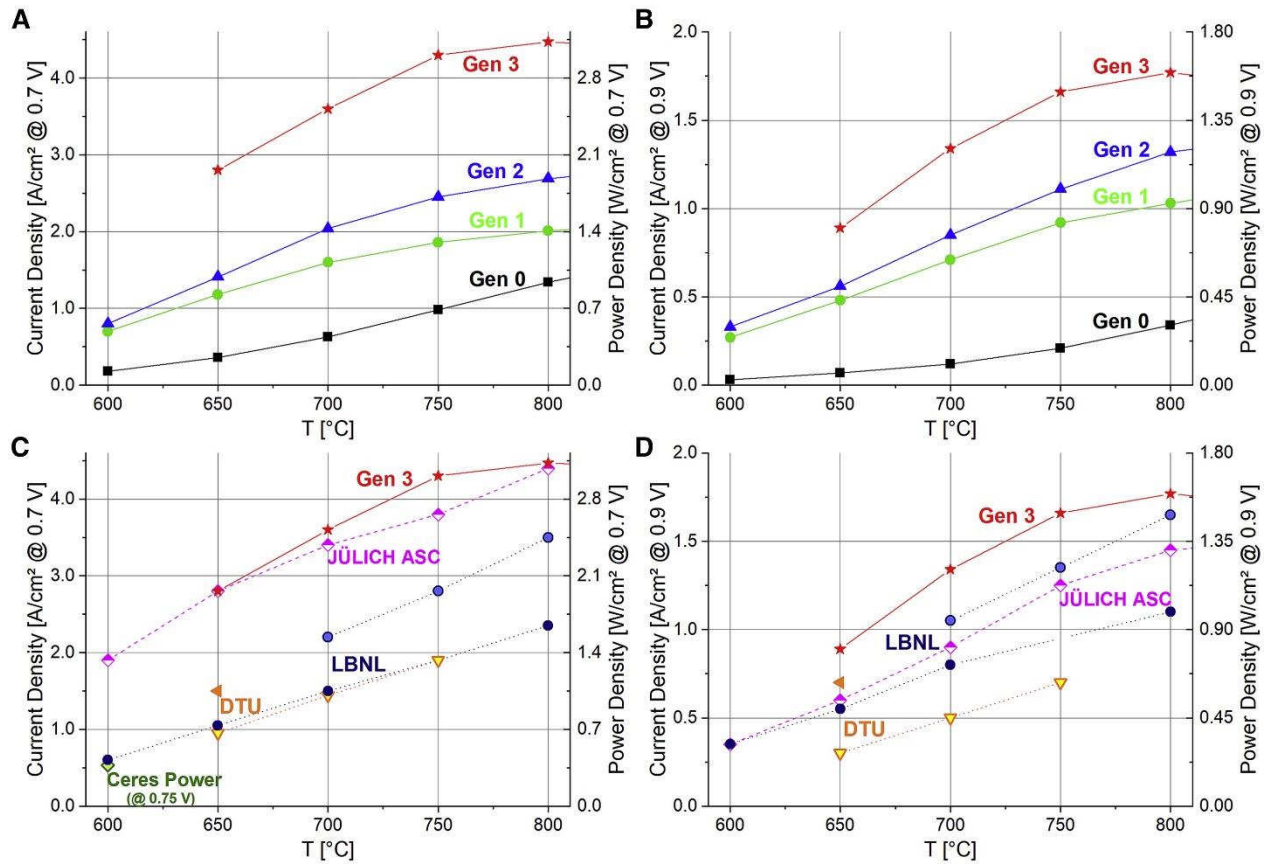 A
Current Density [A/cm² @ 0.7 V]
4.0
3.0
2.0
1.0
0.0
Gen 3
Gen 2
Gen 1
Gen 0
2.8
2.1
1.4
0.7
0.0
Power Density [W/cm² @ 0.7 V]
600 650 700 750 800
T [°C]
B
Current Density [A/cm² @ 0.9 V]
2.0
1.5
1.0
0.5
0.0
Gen 3
Gen 2
Gen 1
Gen 0
1.80
1.35
0.90
0.45
0.00
Power Density [W/cm² @ 0.9 V]
600 650 700 750 800
T [°C]
C
Current Density [A/cm² @ 0.7 V]
4.0
3.0
2.0
1.0
0.0
Gen 3
JÜLICH ASC
LBNL
DTU
Ceres Power
(@ 0.75 V)
2.8
2.1
1.4
0.7
0.0
Power Density [W/cm² @ 0.7 V]
600 650 700 750 800
T [°C]
D
Current Density [A/cm² @ 0.9 V]
2.0
1.5
1.0
0.5
0.0
Gen 3
JÜLICH ASC
LBNL
DTU
1.80
1.35
0.90
0.45
0.00
Power Density [W/cm² @ 0.9 V]
600 650 700 750 800
T [°C]